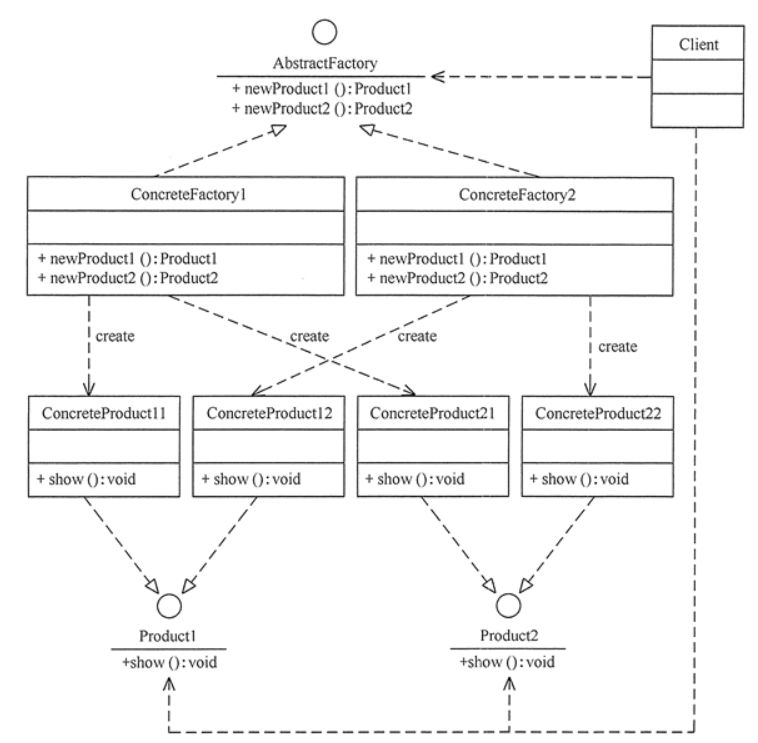 AbstractFactory
+ newProduct1 (): Product1
+ newProduct2 (): Product2
Client
ConcreteFactory1
+ newProduct1 (): Product1
+ newProduct2 (): Product2
ConcreteFactory2
+ newProduct1 (): Product1
+ newProduct2 (): Product2
create
create
create
create
ConcreteProduct11
+ show (): void
ConcreteProduct12
+ show (): void
ConcreteProduct21
+ show (): void
ConcreteProduct22
+ show (): void
Product1
+show (): void
Product2
+show (): void